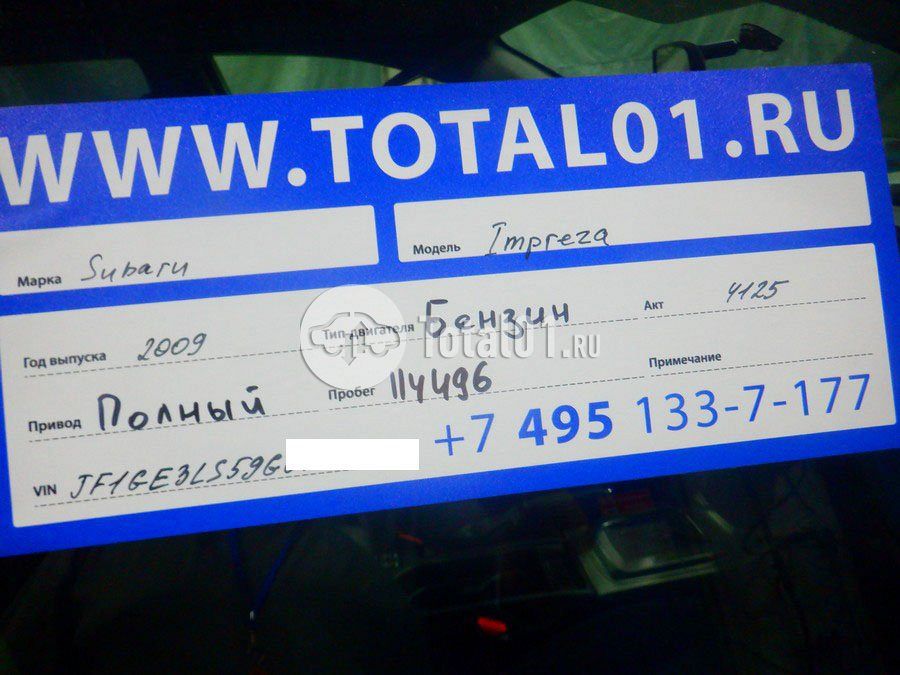 WWW.TOTAL01.RU
Марка Subaru Модель Impreza
Год выпуска 2009 Тип двигателя Бензин Акт 4125
Total01.RU
Привод Полный Пробег 114496 Примечание
+7 495 133-7-177
VIN JF1GE3LS59G